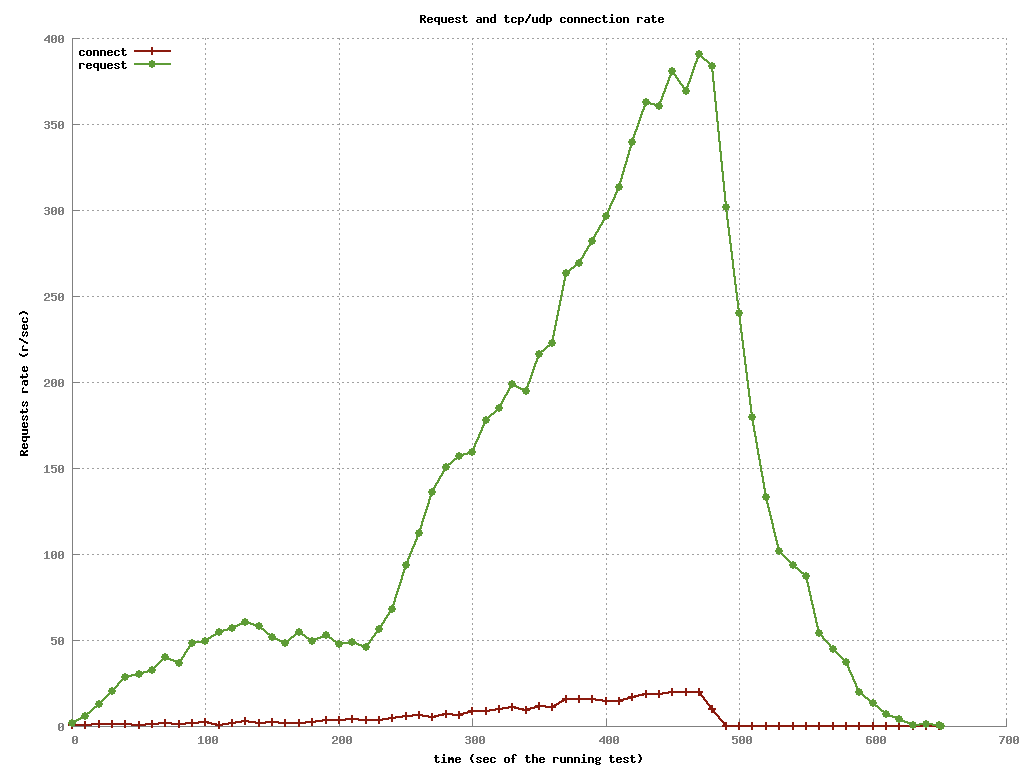 Request and tcp/udp connection rate
400
connect
request
350
300
250
Requests rate (r/sec)
200
150
100
50
0
0 100 200 300 400 500 600 700
time (sec of the running test)